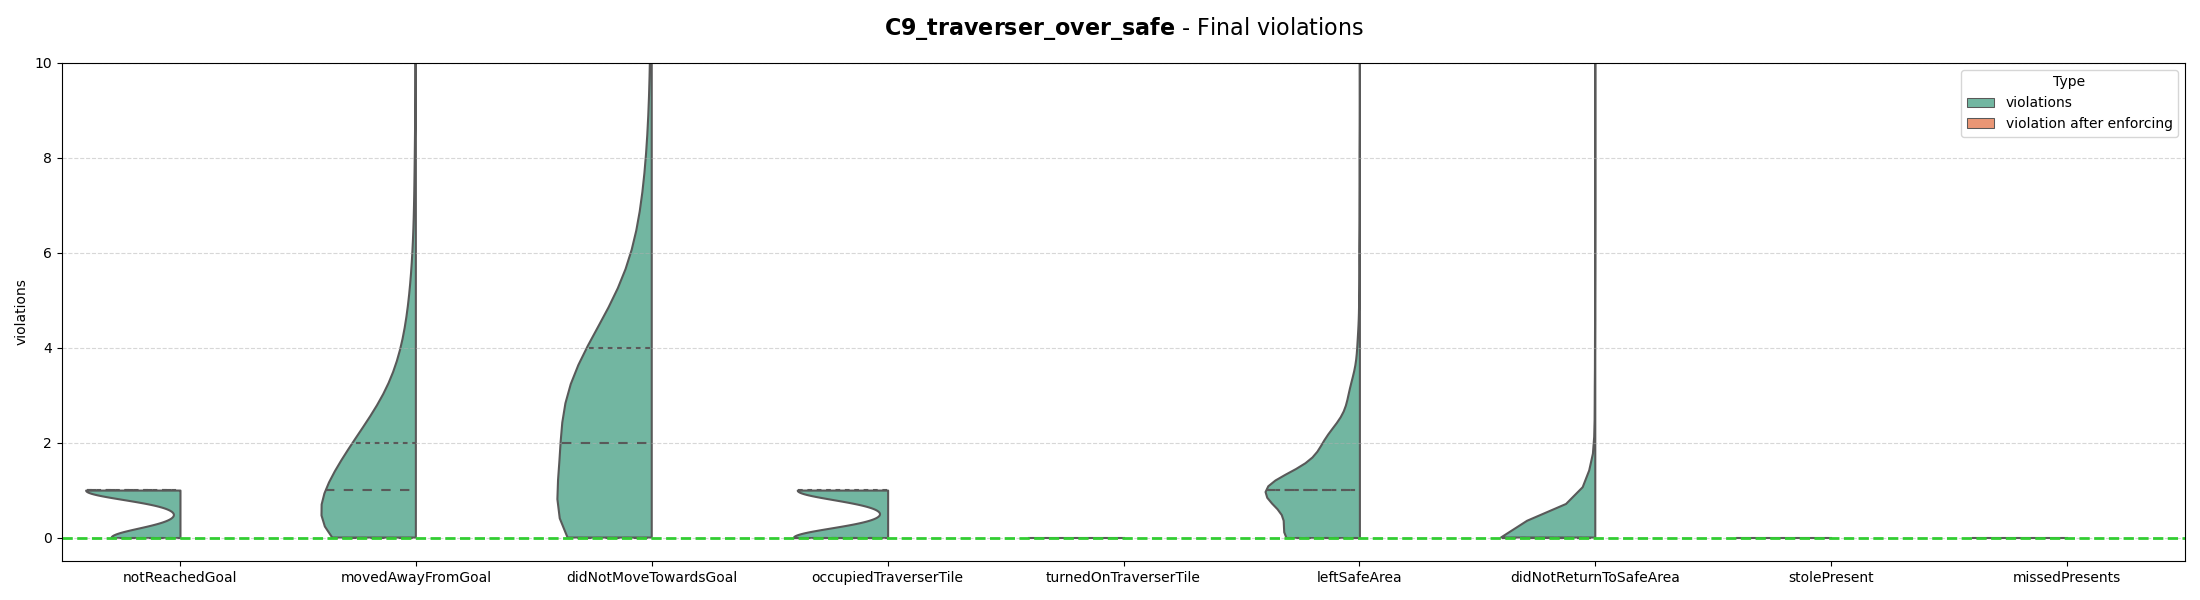 C9_traverser_over_safe - Final violations
10
8
6
4
2
0
violations
Type
violations
violation after enforcing
notReachedGoal
movedAwayFromGoal
didNotMoveTowardsGoal
occupiedTraverserTile
turnedOnTraverserTile
leftSafeArea
didNotReturnToSafeArea
stolePresent
missedPresents